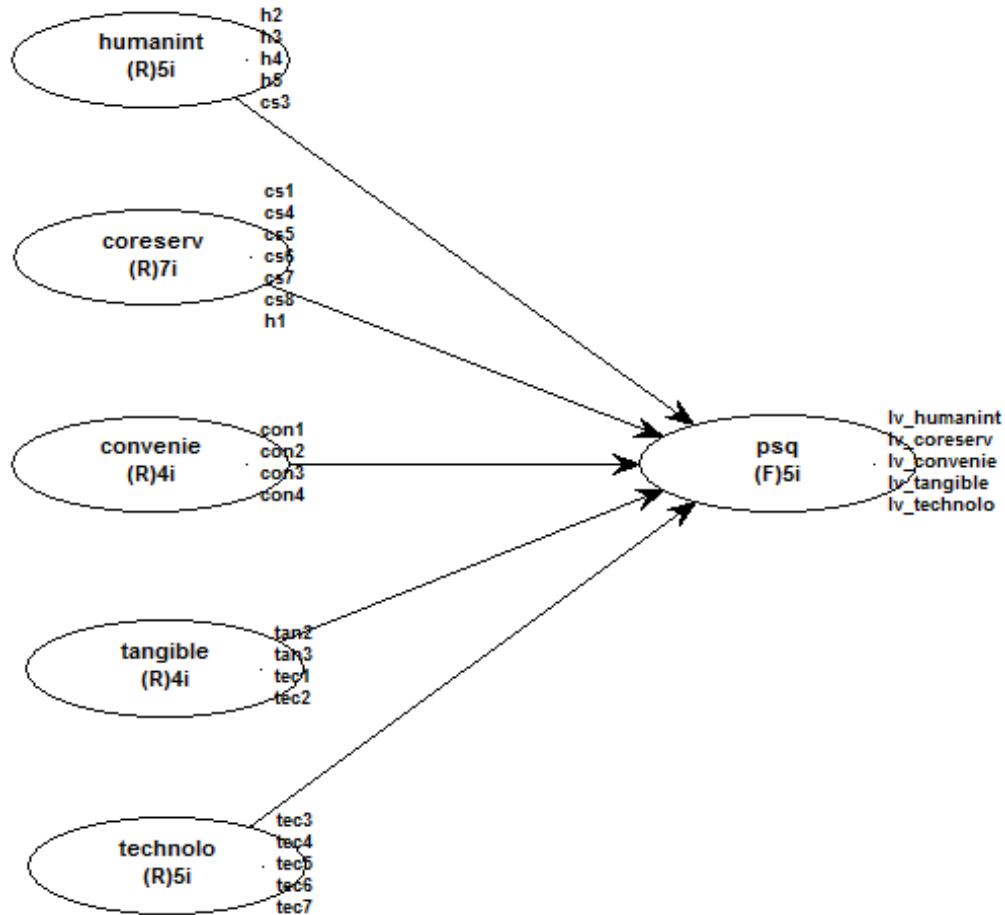 humanint
(R)5i
h2
h3
h4
h5
cs3
coreserv
(R)7i
cs1
cs4
cs5
cs6
cs7
cs8
h1
convenie
(R)4i
con1
con2
con3
con4
psq
(F)5i
lv_humanint
lv_coreserv
lv_convenie
lv_tangible
lv_technolo
tangible
(R)4i
tan2
tan3
tec1
tec2
technolo
(R)5i
tec3
tec4
tec5
tec6
tec7